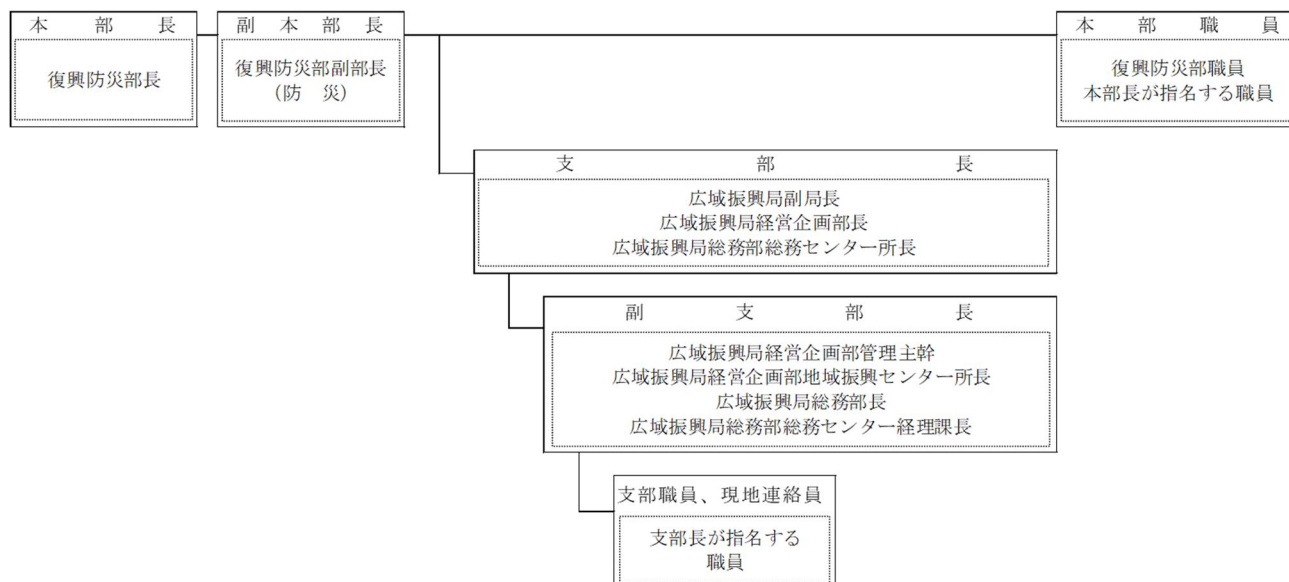 本部長
復興防災部長
副本部長
復興防災部副部長
（防　災）
本部職員
復興防災部職員
本部長が指名する職員
支部長
広域振興局副局長
広域振興局経営企画部長
広域振興局総務部総務センター所長
副支部長
広域振興局経営企画部管理主幹
広域振興局経営企画部地域振興センター所長
広域振興局総務部長
広域振興局総務部総務センター経理課長
支部職員、現地連絡員
支部長が指名する
職員